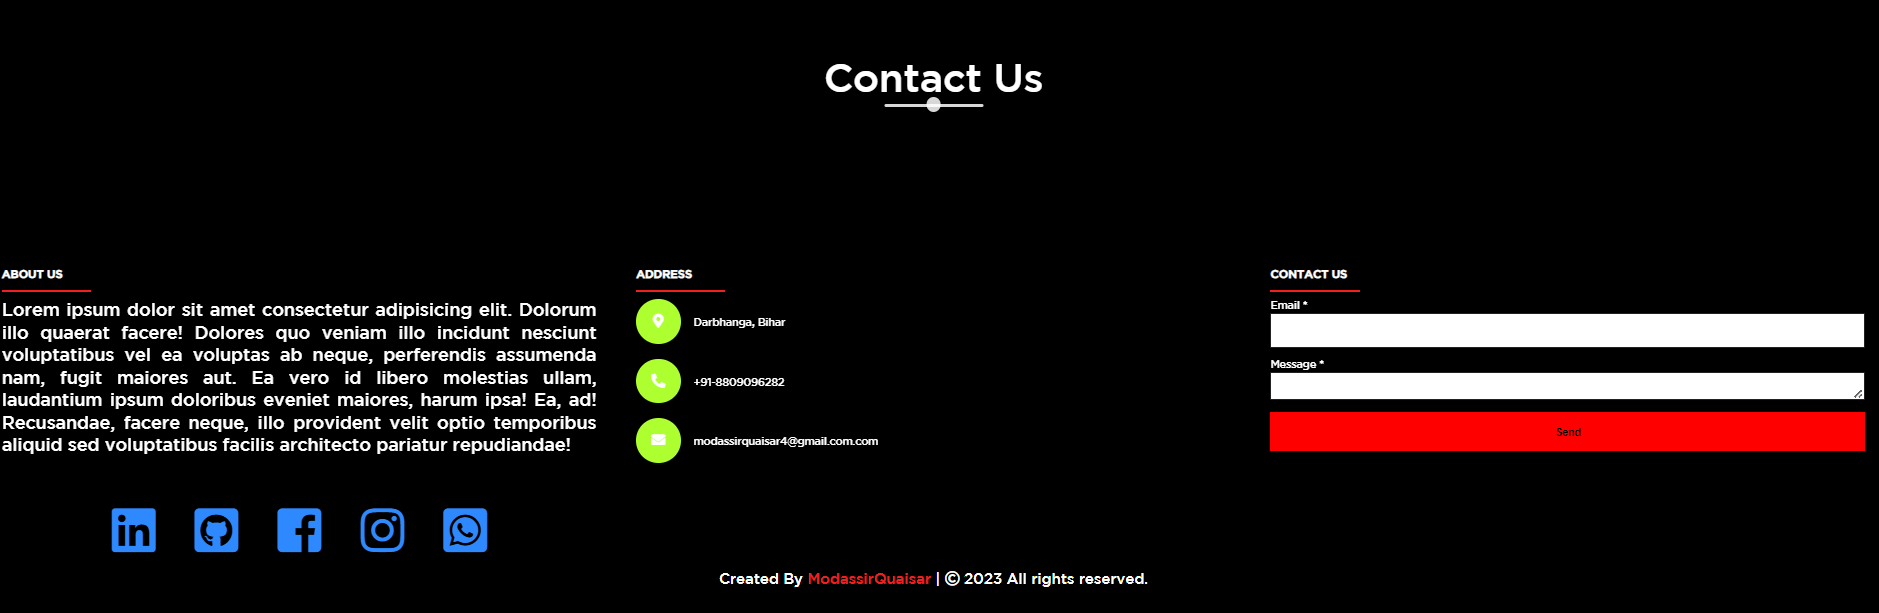 Contact Us
ABOUT US
Lorem ipsum dolor sit amet consectetur adipisicing elit. Dolorum
illo quaerat facere! Dolores quo veniam illo incidunt nesciunt
voluptatibus vel ea voluptas ab neque, perferendis assumenda
nam, fugit maiores aut. Ea vero id libero molestias ullam,
laudantium ipsum doloribus eveniet maiores, harum ipsa! Ea, ad!
Recusandae, facere neque, illo provident velit optio temporibus
aliquid sed voluptatibus facilis architecto pariatur repudiandae!
ADDRESS
Darbhanga, Bihar
+91-8809096282
modassirquaisar4@gmail.com.com
CONTACT US
Email *
Message *
Send
in
Created By ModassirQuaisar | © 2023 All rights reserved.